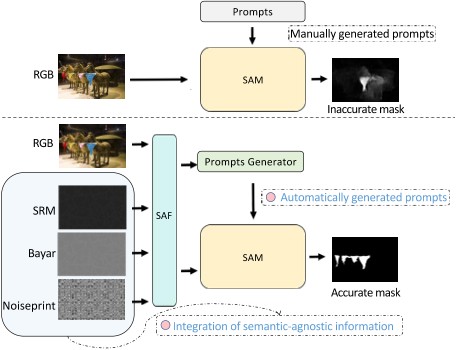 Prompts
Manually generated prompts
RGB
SAM
Inaccurate mask
RGB
SAF
Prompts Generator
SRM
Automatically generated prompts
Bayar
SAM
Noiseprint
Accurate mask
Integration of semantic-agnostic information